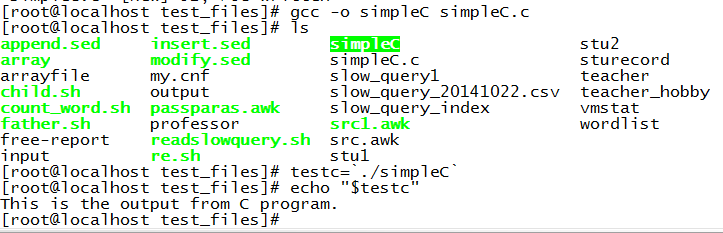 [root@localhost test_files]# gcc -o simpleC simpleC.c
[root@localhost test_files]# ls
append.sed insert.sed simpleC stu2
array modify.sed simpleC.c sturecord
arrayfile my.cnf slow_query1 teacher
child.sh output slow_query_20141022.csv teacher_hobby
count_word.sh passparas.awk slow_query_index vmstat
father.sh professor src1.awk wordlist
free-report readslowquery.sh src.awk
input re.sh stu1
[root@localhost test_files]# testc=`./simpleC`
[root@localhost test_files]# echo "$testc"
This is the output from C program.
[root@localhost test_files]#